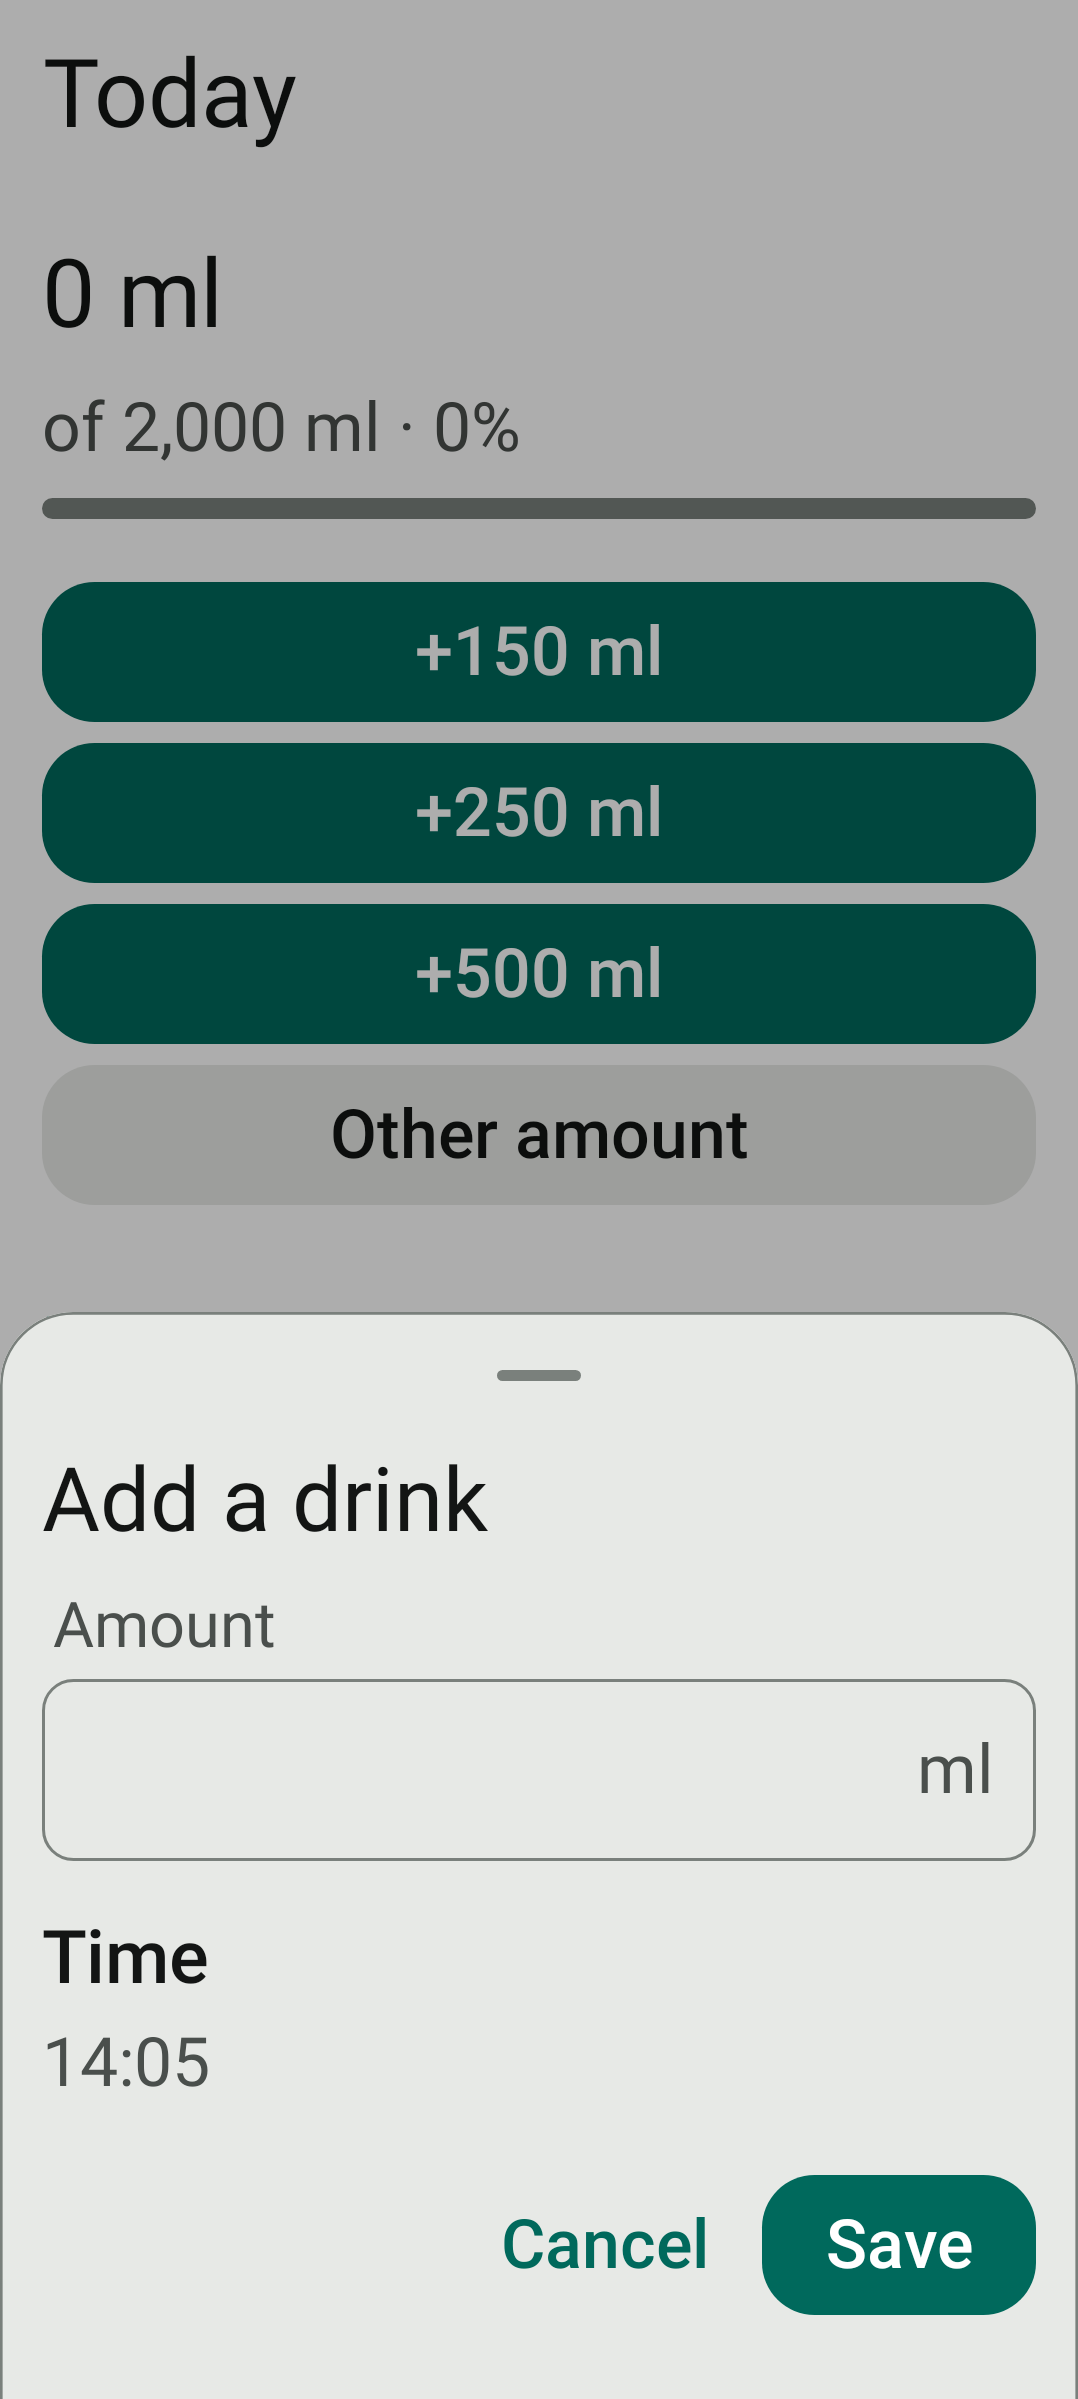 Today
0 ml
of 2,000 ml · 0%
+150 ml
+250 ml
+500 ml
Other amount
Add a drink
Amount
ml
Time
14:05
Cancel Save